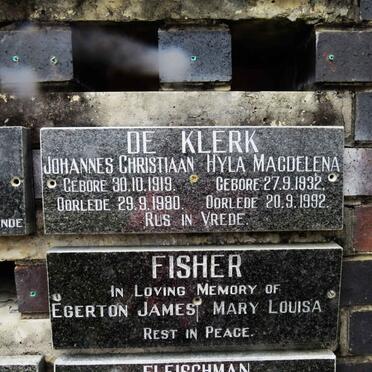 DE KLERK
JOHANNES CHRISTIAAN HYLA MAGDELENA
GEBORE 30.10.1919. GEBORE 27.9.1932.
OORLEDE 29.9.1980. OORLEDE 20.9.1992.
RUS IN VREDE.
NDE
FISHER
IN LOVING MEMORY OF
EGERTON JAMES MARY LOUISA
REST IN PEACE.
FLEISCHMAN